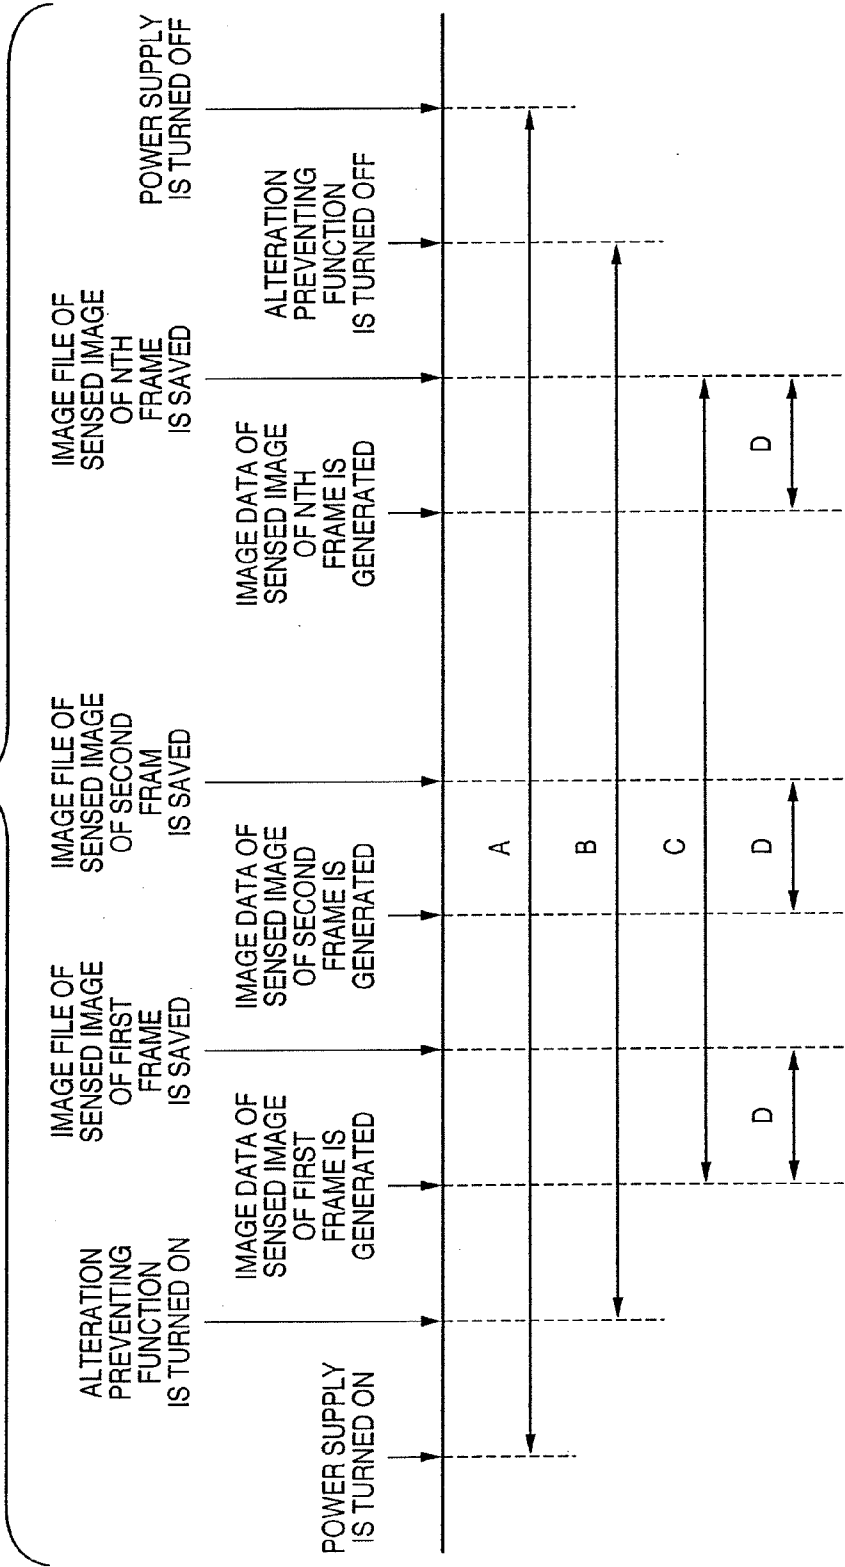 POWER SUPPLY
IS TURNED ON
ALTERATION
PREVENTING
FUNCTION
IS TURNED ON
IMAGE DATA OF
SENSED IMAGE
OF FIRST
FRAME IS
GENERATED
IMAGE FILE OF
SENSED IMAGE
OF FIRST
FRAME
IS SAVED
IMAGE DATA OF
SENSED IMAGE
OF SECOND
FRAME IS
GENERATED
IMAGE FILE OF
SENSED IMAGE
OF SECOND
FRAM
IS SAVED
IMAGE DATA OF
SENSED IMAGE
OF NTH
FRAME IS
GENERATED
IMAGE FILE OF
SENSED IMAGE
OF NTH
FRAME
IS SAVED
ALTERATION
PREVENTING
FUNCTION
IS TURNED OFF
POWER SUPPLY
IS TURNED OFF
A
B
C
D
D
D